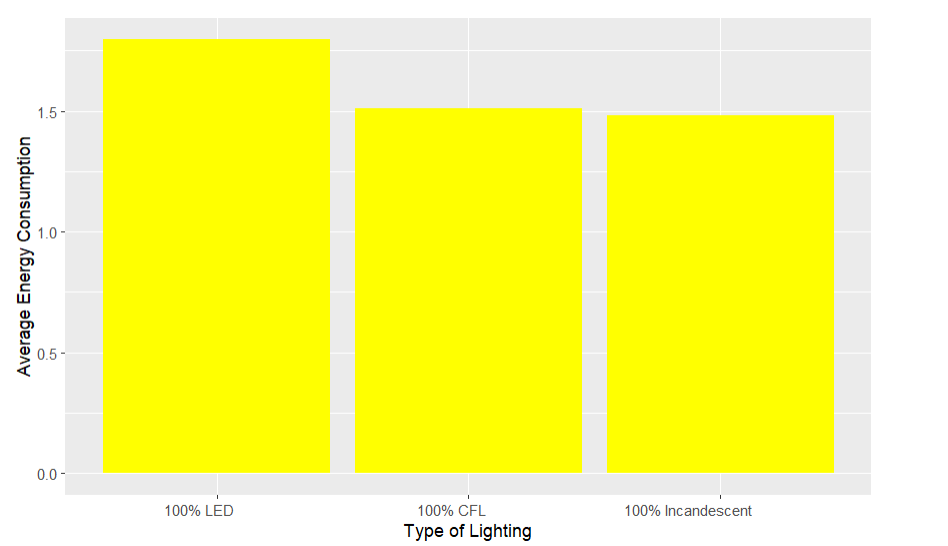 Average Energy Consumption
1.5
1.0
0.5
0.0
100% LED 100% CFL 100% Incandescent
Type of Lighting